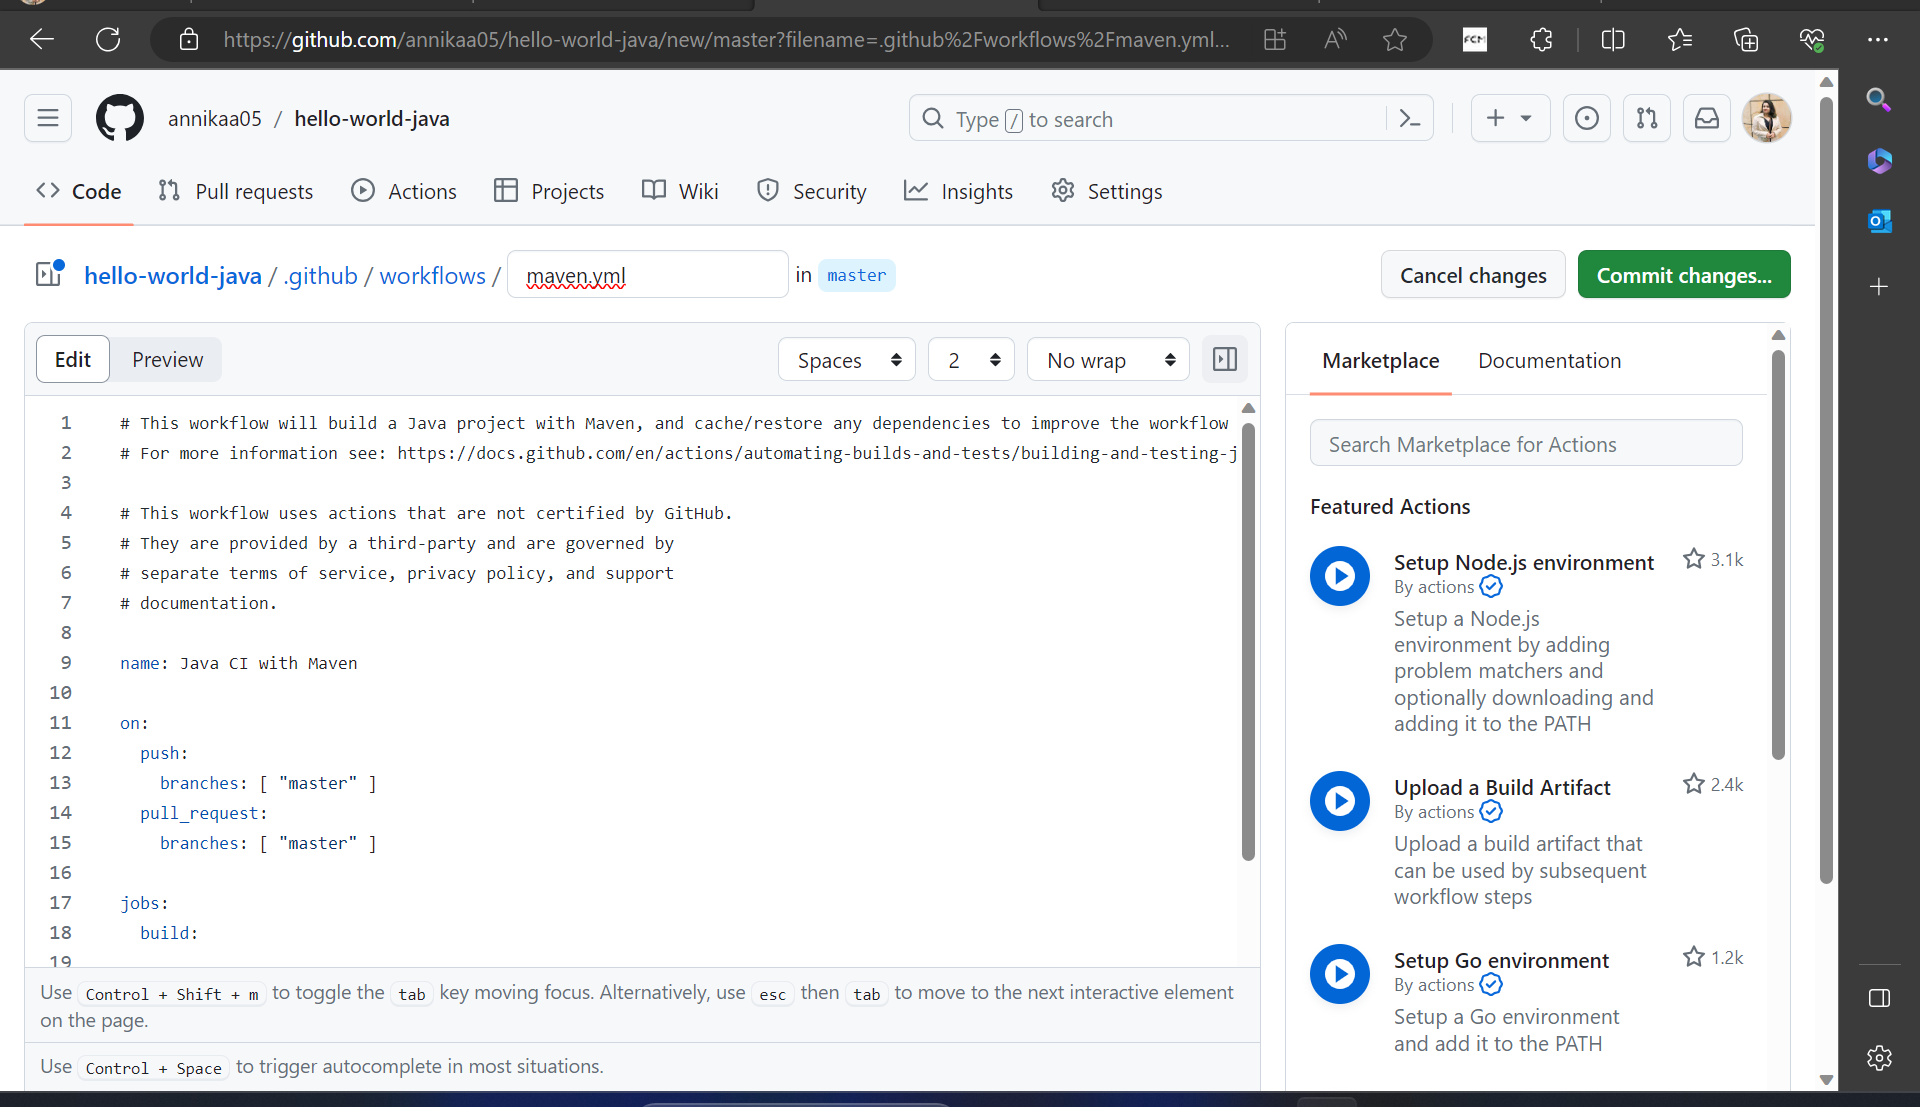 https://github.com/annikaa05/hello-world-java/new/master?filename=.github%2Fworkflows%2Fmaven.yml...
FCM
annikaa05 / hello-world-java
Type / to search
Code
Pull requests
Actions
Projects
Wiki
Security
Insights
Settings
hello-world-java / .github / workflows / maven.yml in master
Cancel changes
Commit changes...
Edit
Preview
Spaces
2
No wrap
1 # This workflow will build a Java project with Maven, and cache/restore any dependencies to improve the workflow
2 # For more information see: https://docs.github.com/en/actions/automating-builds-and-tests/building-and-testing-j
3
4 # This workflow uses actions that are not certified by GitHub.
5 # They are provided by a third-party and are governed by
6 # separate terms of service, privacy policy, and support
7 # documentation.
8
9 name: Java CI with Maven
10
11 on:
12 push:
13 branches: [ "master" ]
14 pull_request:
15 branches: [ "master" ]
16
17 jobs:
18 build:
19
Use Control + Shift + m to toggle the tab key moving focus. Alternatively, use esc then tab to move to the next interactive element
on the page.
Use Control + Space to trigger autocomplete in most situations.
Marketplace
Documentation
Search Marketplace for Actions
Featured Actions
Setup Node.js environment
3.1k
By actions
Setup a Node.js
environment by adding
problem matchers and
optionally downloading and
adding it to the PATH
Upload a Build Artifact
2.4k
By actions
Upload a build artifact that
can be used by subsequent
workflow steps
Setup Go environment
1.2k
By actions
Setup a Go environment
and add it to the PATH